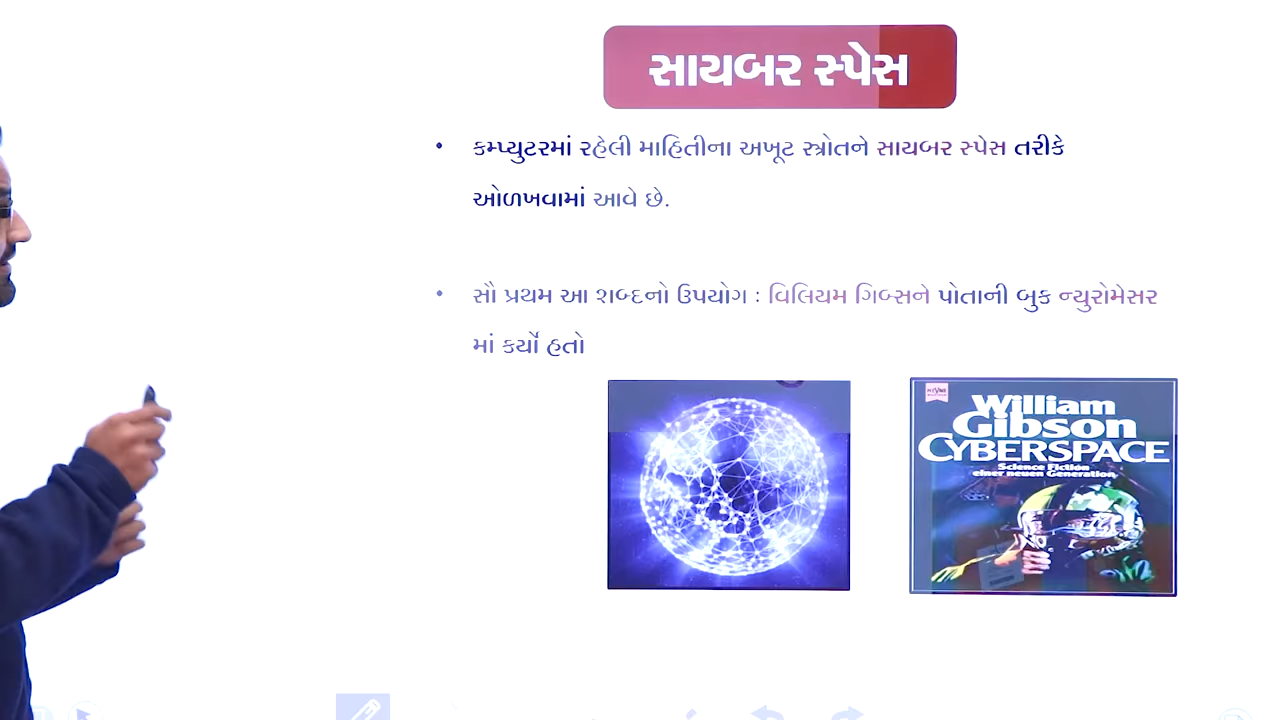 સાયબર સ્પેસ
• કમ્પ્યુટરમાં રહેલી માહિતીના અખૂટ સ્ત્રોતને સાયબર સ્પેસ તરીકે
ઓળખવામાં આવે છે.
• સૌ પ્રથમ આ શબ્દનો ઉપયોગ : વિલિયમ ગિબ્સને પોતાની બુક ન્યુરોમેસર
માં કર્યો હતો
William
Gibson
CYBERSPACE
Science Fiction
einer neuen Generation